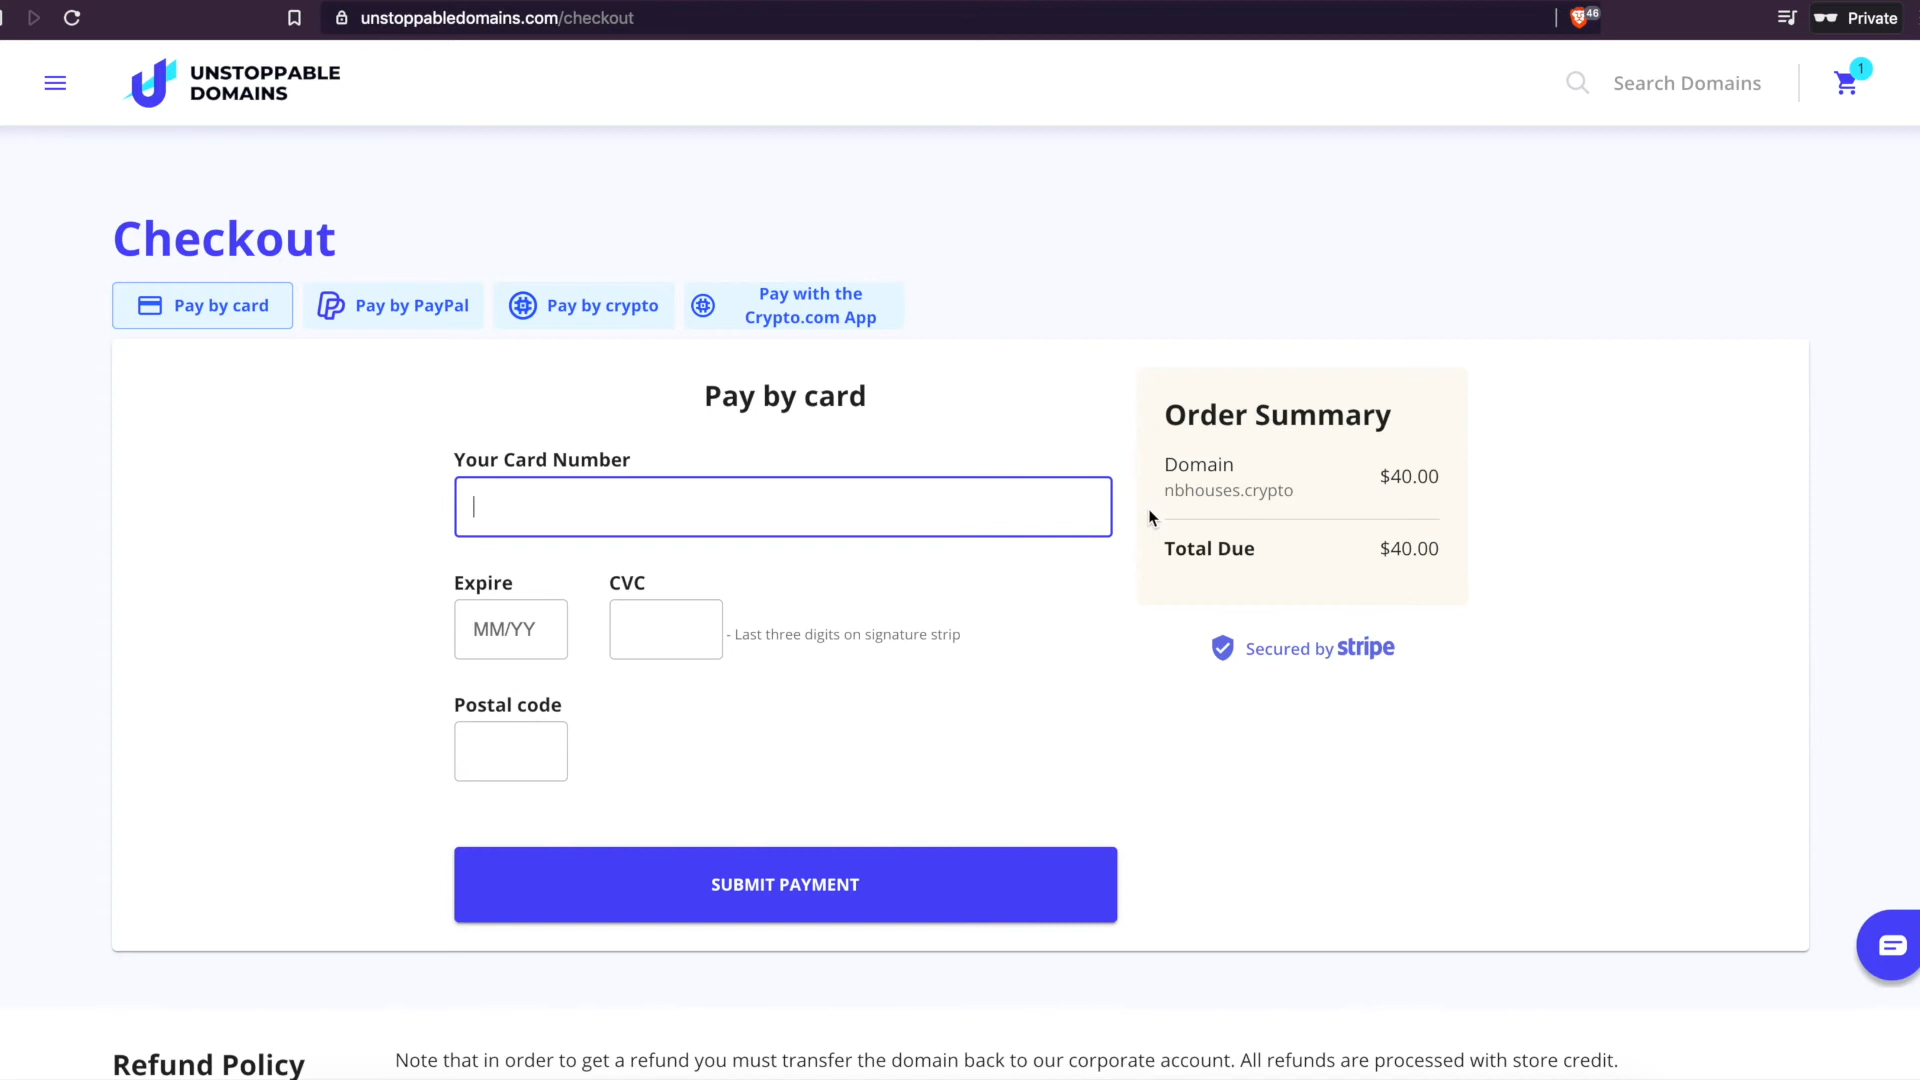 unstoppabledomains.com/checkout
46
Private
UNSTOPPABLE
DOMAINS
Search Domains
1
Checkout
Pay by card
Pay by PayPal
Pay by crypto
Pay with the
Crypto.com App
Pay by card
Your Card Number
Expire
CVC
MM/YY
- Last three digits on signature strip
Postal code
SUBMIT PAYMENT
Order Summary
Domain
nbhouses.crypto
$40.00
Total Due
$40.00
Secured by stripe
Refund Policy
Note that in order to get a refund you must transfer the domain back to our corporate account. All refunds are processed with store credit.